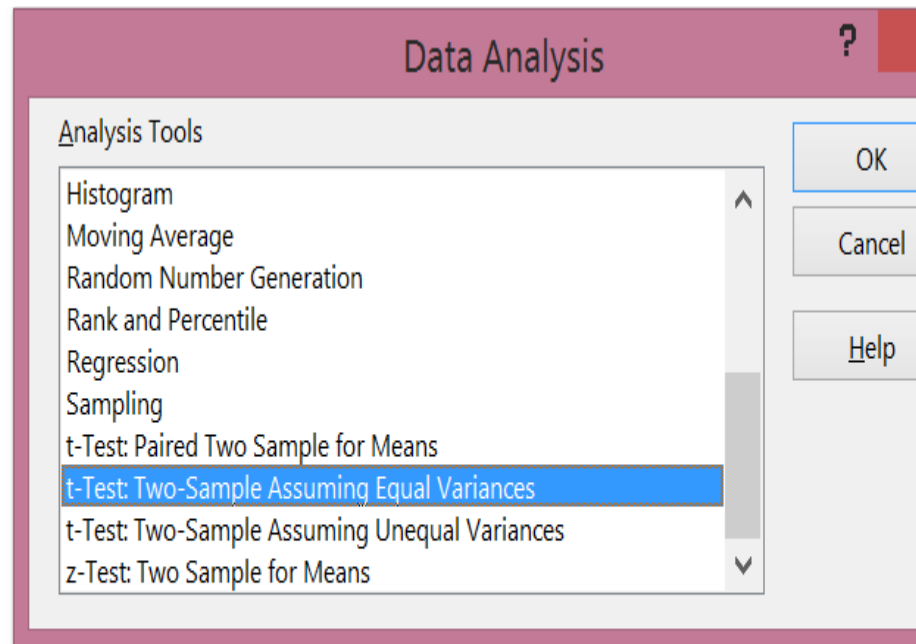 Data Analysis
?
Analysis Tools
Histogram
Moving Average
Random Number Generation
Rank and Percentile
Regression
Sampling
t-Test: Paired Two Sample for Means
t-Test: Two-Sample Assuming Equal Variances
t-Test: Two-Sample Assuming Unequal Variances
z-Test: Two Sample for Means
OK
Cancel
Help